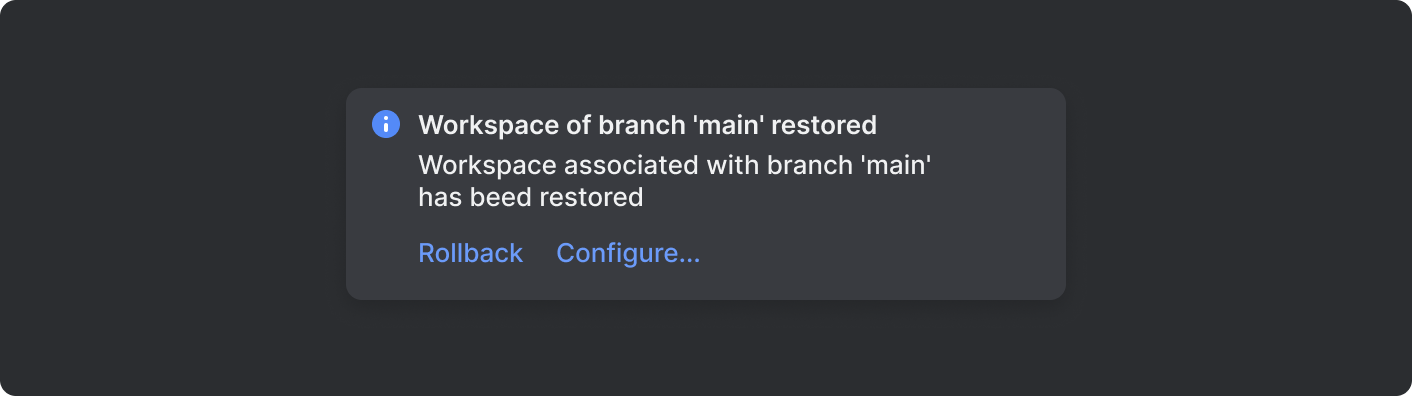 Workspace of branch 'main' restored
Workspace associated with branch 'main'
has beed restored
Rollback Configure...